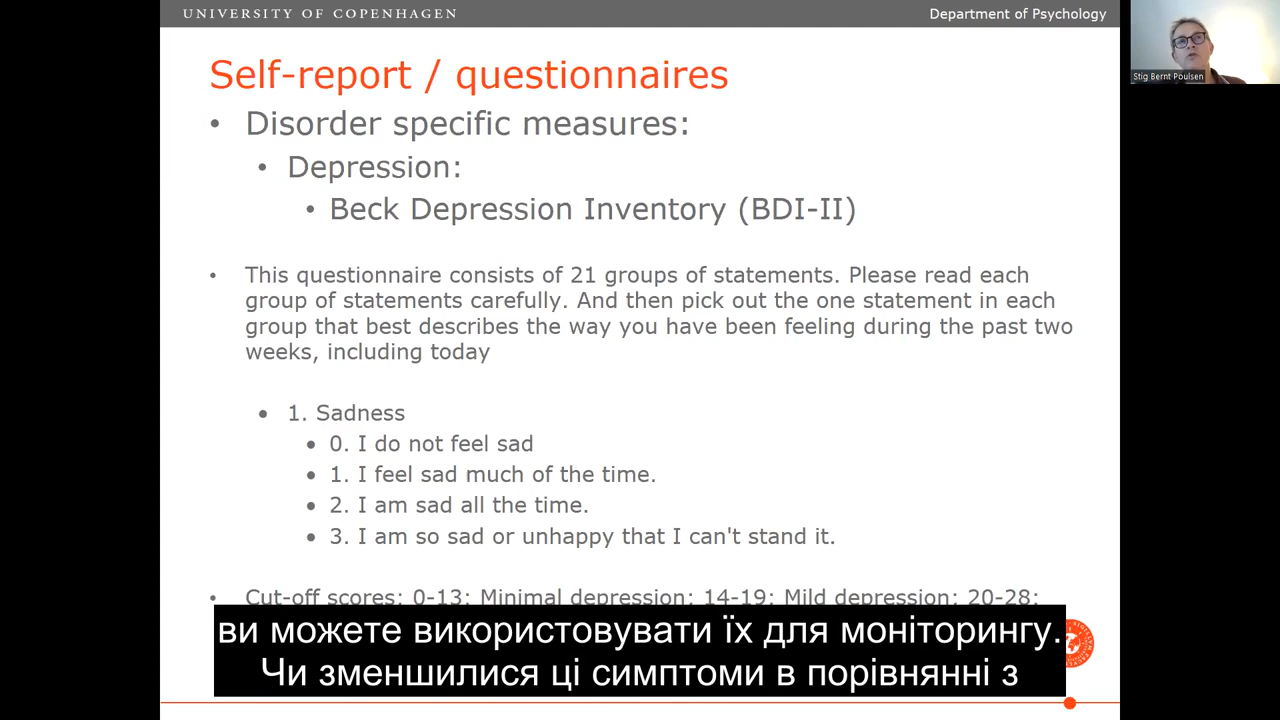 UNIVERSITY OF COPENHAGEN
Department of Psychology
Stig Bernt Poulsen
Self-report / questionnaires
• Disorder specific measures:
• Depression:
• Beck Depression Inventory (BDI-II)
• This questionnaire consists of 21 groups of statements. Please read each
group of statements carefully. And then pick out the one statement in each
group that best describes the way you have been feeling during the past two
weeks, including today
• 1. Sadness
• 0. I do not feel sad
• 1. I feel sad much of the time.
• 2. I am sad all the time.
• 3. I am so sad or unhappy that I can't stand it.
• Cut-off scores: 0-13: Minimal depression; 14-19: Mild depression; 20-28:
ви можете використовувати їх для моніторингу.
Чи зменшилися ці симптоми в порівнянні з